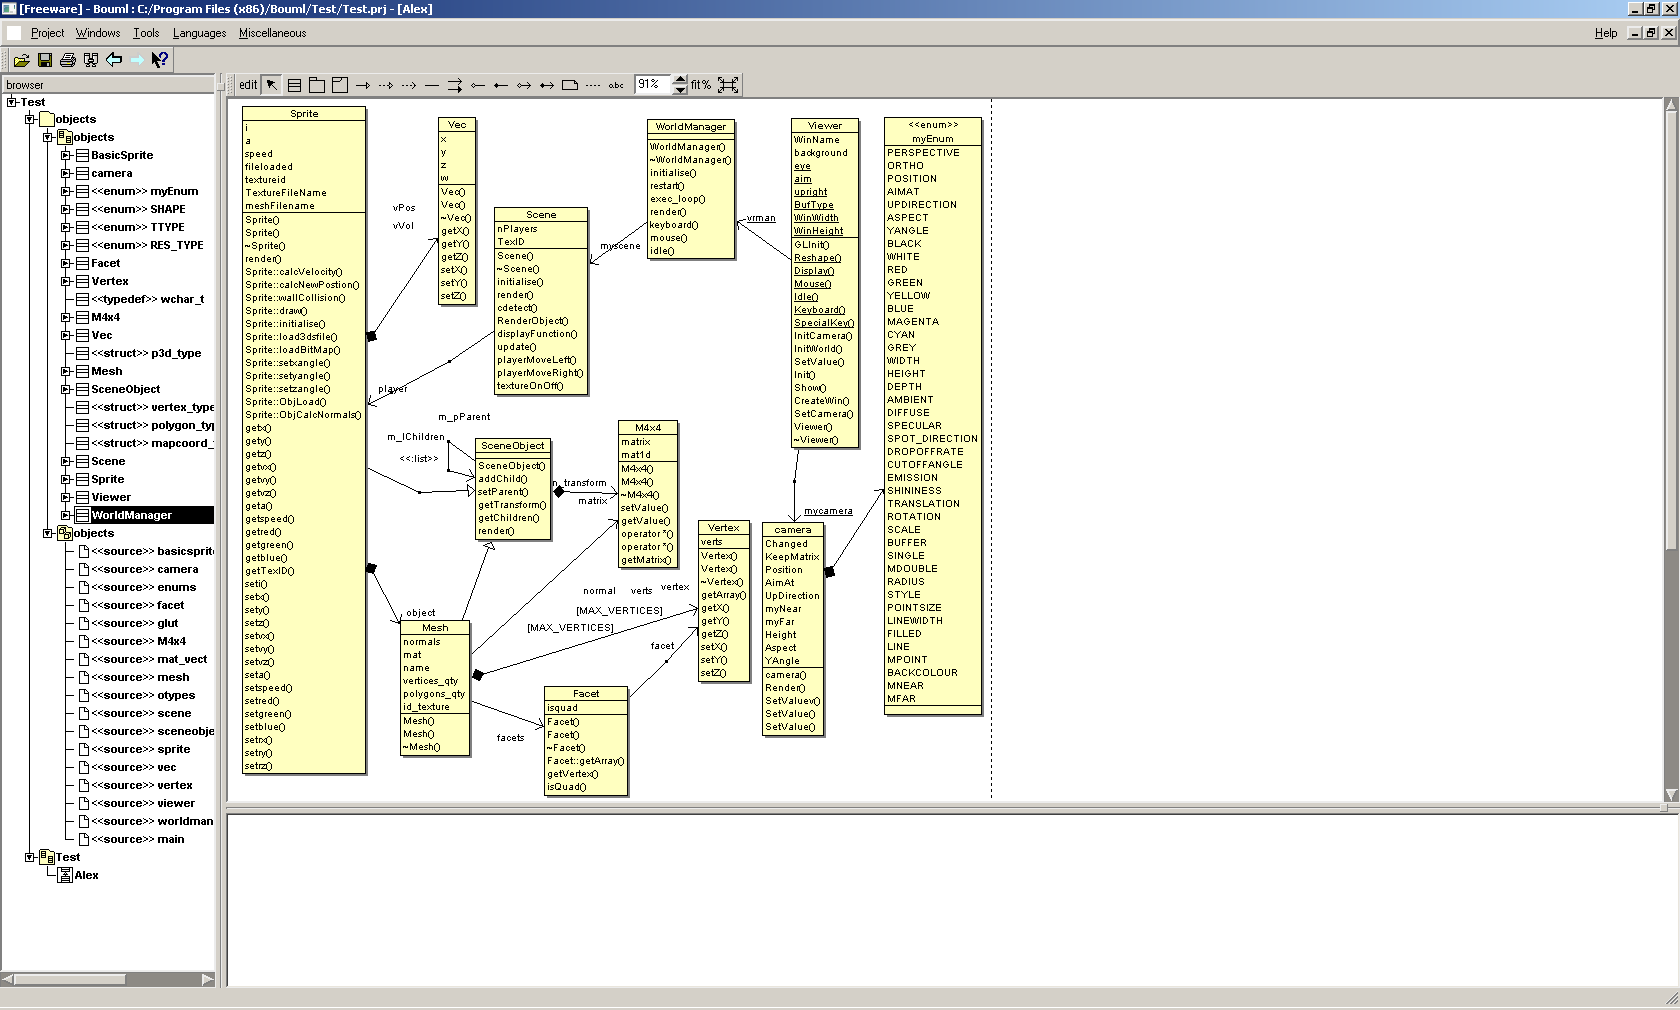 [Freeware] - Bouml : C:/Program Files (x86)/Bouml/Test/Test.prj - [Alex]
Project Windows Tools Languages Miscellaneous Help
browser
edit
abc
91%
fit%
Test
objects
objects
BasicSprite
camera
<<enum>> myEnum
<<enum>> SHAPE
<<enum>> TTYPE
<<enum>> RES_TYPE
Facet
Vertex
<<typedef>> wchar_t
M4x4
Vec
<<struct>> p3d_type
Mesh
SceneObject
<<struct>> vertex_type
<<struct>> polygon_typ
<<struct>> mapcoord_
Scene
Sprite
Viewer
WorldManager
objects
<<source>> basicsprite
<<source>> camera
<<source>> enums
<<source>> facet
<<source>> glut
<<source>> M4x4
<<source>> mat_vect
<<source>> mesh
<<source>> otypes
<<source>> scene
<<source>> sceneobje
<<source>> sprite
<<source>> vec
<<source>> vertex
<<source>> viewer
<<source>> worldman
<<source>> main
Test
Alex
Sprite
i
a
speed
fileloaded
textureid
TextureFileName
meshFilename
Sprite()
Sprite()
~Sprite()
render()
Sprite::calcVelocity()
Sprite::calcNewPostion()
Sprite::wallCollision()
Sprite::draw()
Sprite::initialise()
Sprite::load3dsfile()
Sprite::loadBitMap()
Sprite::setxangle()
Sprite::setyangle()
Sprite::setzangle()
Sprite::ObjLoad()
Sprite::ObjCalcNormals()
getx()
gety()
getz()
getvx()
getvy()
getvz()
geta()
getspeed()
getred()
getgreen()
getblue()
getTexID()
seti()
setx()
sety()
setz()
setvx()
setvy()
setvz()
seta()
setspeed()
setred()
setgreen()
setblue()
setrx()
setry()
setrz()
vPos
vVol
Vec
x
y
z
w
Vec()
Vec()
~Vec()
getX()
getY()
getZ()
setX()
setY()
setZ()
Scene
nPlayers
TexID
Scene()
~Scene()
initialise()
render()
cdetect()
RenderObject()
displayFunction()
update()
playerMoveLeft()
playerMoveRight()
textureOnOff()
myscene
player
WorldManager
WorldManager()
~WorldManager()
initialise()
restart()
exec_loop()
render()
keyboard()
mouse()
idle()
vrman
Viewer
WinName
background
eye
aim
upright
BufType
WinWidth
WinHeight
GLInit()
Reshape()
Display()
Mouse()
Idle()
Keyboard()
SpecialKey()
InitCamera()
InitWorld()
SetValue()
Init()
Show()
CreateWin()
SetCamera()
Viewer()
~Viewer()
<<enum>>
myEnum
PERSPECTIVE
ORTHO
POSITION
AIMAT
UPDIRECTION
ASPECT
YANGLE
BLACK
WHITE
RED
GREEN
YELLOW
BLUE
MAGENTA
CYAN
GREY
WIDTH
HEIGHT
DEPTH
AMBIENT
DIFFUSE
SPECULAR
SPOT_DIRECTION
DROPOFFRATE
CUTOFFANGLE
EMISSION
SHININESS
TRANSLATION
ROTATION
SCALE
BUFFER
SINGLE
MDOUBLE
RADIUS
STYLE
POINTSIZE
LINEWIDTH
FILLED
LINE
MPOINT
BACKCOLOUR
MNEAR
MFAR
m_pParent
m_lChildren
<<:list>>
SceneObject
SceneObject()
addChild()
setParent()
getTransform()
getChildren()
render()
transform
matrix
M4x4
matrix
mat1d
M4x4()
M4x4()
~M4x4()
setValue()
getValue()
operator *()
operator *()
getMatrix()
mycamera
Vertex
verts
Vertex()
Vertex()
~Vertex()
getArray()
getX()
getY()
getZ()
setX()
setY()
setZ()
camera
Changed
KeepMatrix
Position
AimAt
UpDirection
myNear
myFar
Height
Aspect
YAngle
camera()
Render()
SetValuev()
SetValue()
SetValue()
normal verts vertex
[MAX_VERTICES]
[MAX_VERTICES]
facet
object
Mesh
normals
mat
name
vertices_qty
polygons_qty
id_texture
Mesh()
Mesh()
~Mesh()
facets
Facet
isquad
Facet()
Facet()
~Facet()
Facet::getArray()
getVertex()
isQuad()